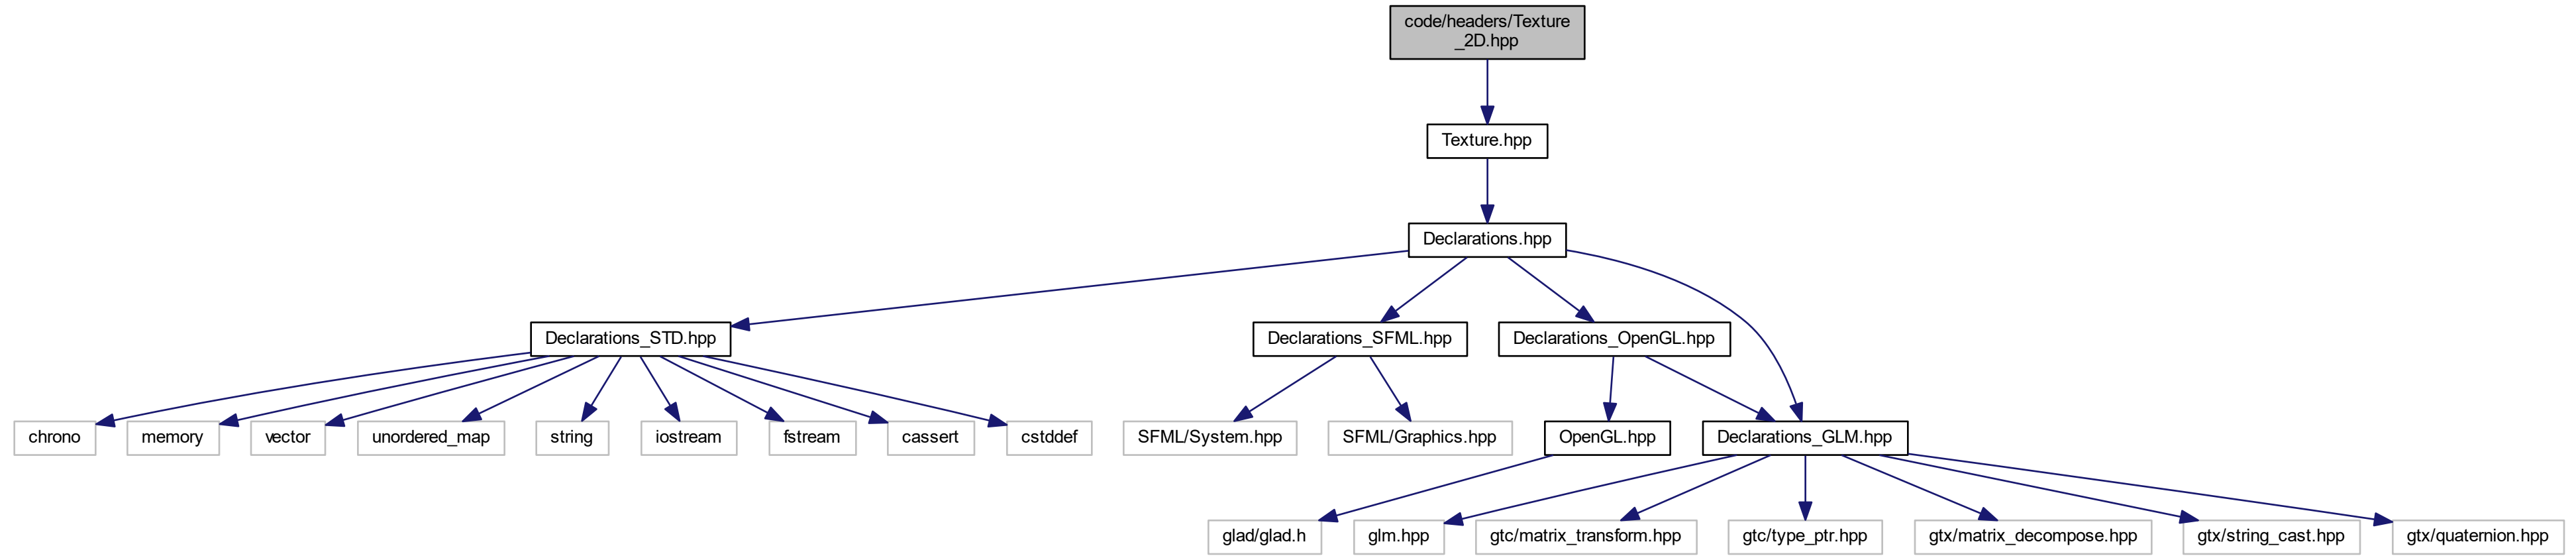 code/headers/Texture
_2D.hpp
Texture.hpp
Declarations.hpp
Declarations_STD.hpp
Declarations_SFML.hpp
Declarations_OpenGL.hpp
chrono
memory
vector
unordered_map
string
iostream
fstream
cassert
cstddef
SFML/System.hpp
SFML/Graphics.hpp
OpenGL.hpp
Declarations_GLM.hpp
glad/glad.h
glm.hpp
gtc/matrix_transform.hpp
gtc/type_ptr.hpp
gtx/matrix_decompose.hpp
gtx/string_cast.hpp
gtx/quaternion.hpp